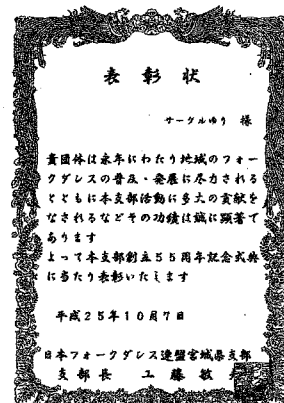 表彰状
サークルゆり 様
貴団体は永年にわたり地域のフォー
クダンスの普及・発展に尽力される
とともに本支部活動に多大の貢献を
なされるなどその功績は誠に顕著で
あります
よって本支部創立５５周年記念式典
に当たり表彰いたします
平成２５年１０月７日
日本フォークダンス連盟宮城県支部
支部長 工藤敏